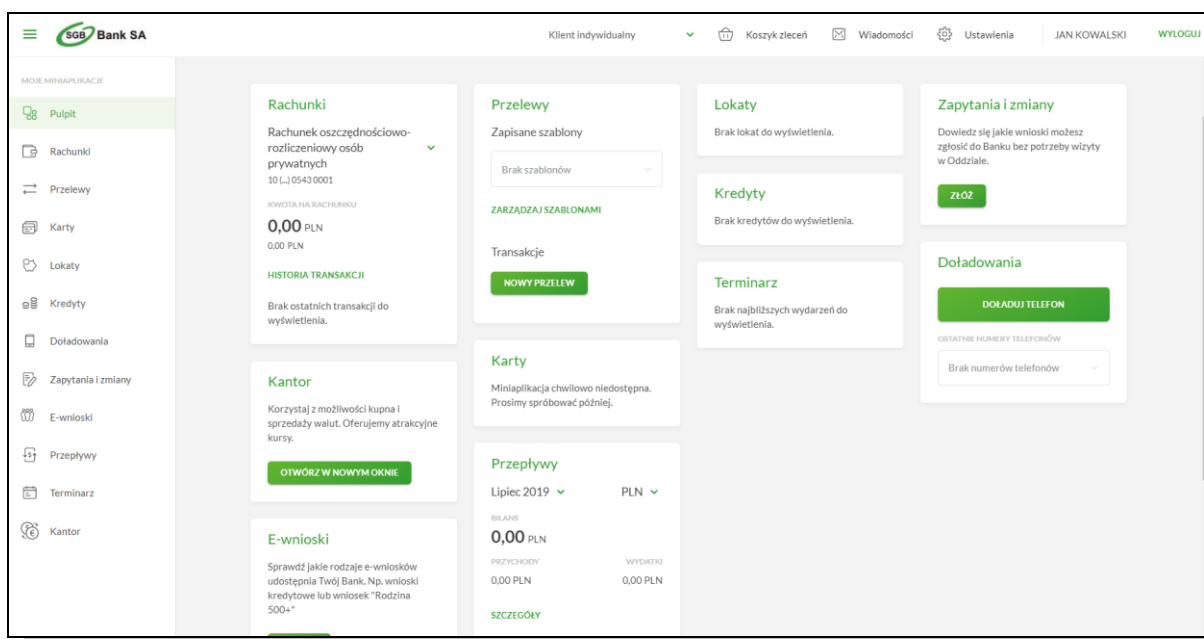 SGB Bank SA
Klient indywidualny
Koszyk zleceń
Wiadomości
Ustawienia
JAN KOWALSKI
WYLOGUJ
MOJE MINIAPLIKACJE
Pulpit
Rachunki
Przelewy
Karty
Lokaty
Kredyty
Doładowania
Zapytania i zmiany
E-wnioski
Przepływy
Terminarz
Kantor
Rachunki
Rachunek oszczędnościowo-
rozliczeniowy osób
prywatnych
10 (...) 0543 0001
KWOTA NA RACHUNKU
0,00 PLN
0,00 PLN
HISTORIA TRANSAKCJI
Brak ostatnich transakcji do
wyświetlenia.
Kantor
Korzystaj z możliwości kupna i
sprzedaży walut. Oferujemy atrakcyjne
kursy.
OTWÓRZ W NOWYM OKNIE
E-wnioski
Sprawdź jakie rodzaje e-wniosków
udostępnia Twój Bank. Np. wnioski
kredytowe lub wniosek "Rodzina
500+"
Przelewy
Zapisane szablony
Brak szablonów
ZARZĄDZAJ SZABLONAMI
Transakcje
NOWY PRZELEW
Karty
Miniaplikacja chwilowo niedostępna.
Prosimy spróbować później.
Przepływy
Lipiec 2019
PLN
BILANS
0,00 PLN
PRZYCHODY
WYDATKI
0,00 PLN
0,00 PLN
SZCZEGÓŁY
Lokaty
Brak lokat do wyświetlenia.
Kredyty
Brak kredytów do wyświetlenia.
Terminarz
Brak najbliższych wydarzeń do
wyświetlenia.
Zapytania i zmiany
Dowiedz się jakie wnioski możesz
zgłosić do Banku bez potrzeby wizyty
w Oddziale.
ZŁÓŻ
Doładowania
DOŁADUJ TELEFON
OSTATNIE NUMERY TELEFONÓW
Brak numerów telefonów